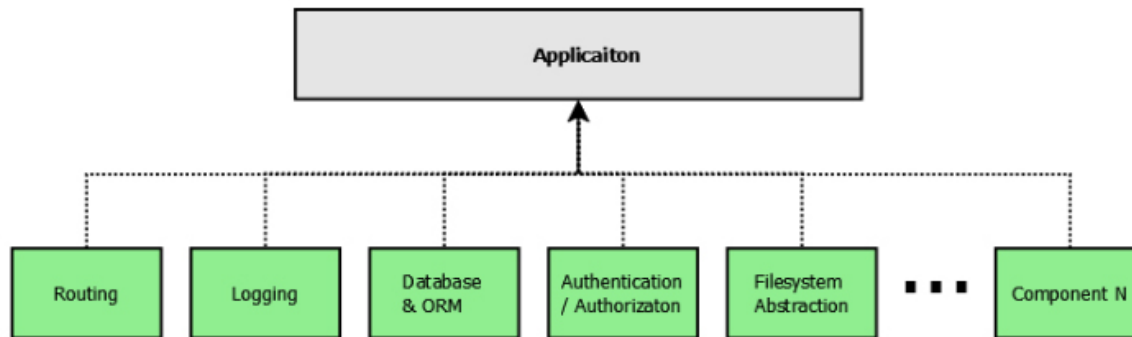 Applicaiton
Routing
Logging
Database
& ORM
Authentication
/ Authorizaton
Filesystem
Abstraction
Component N